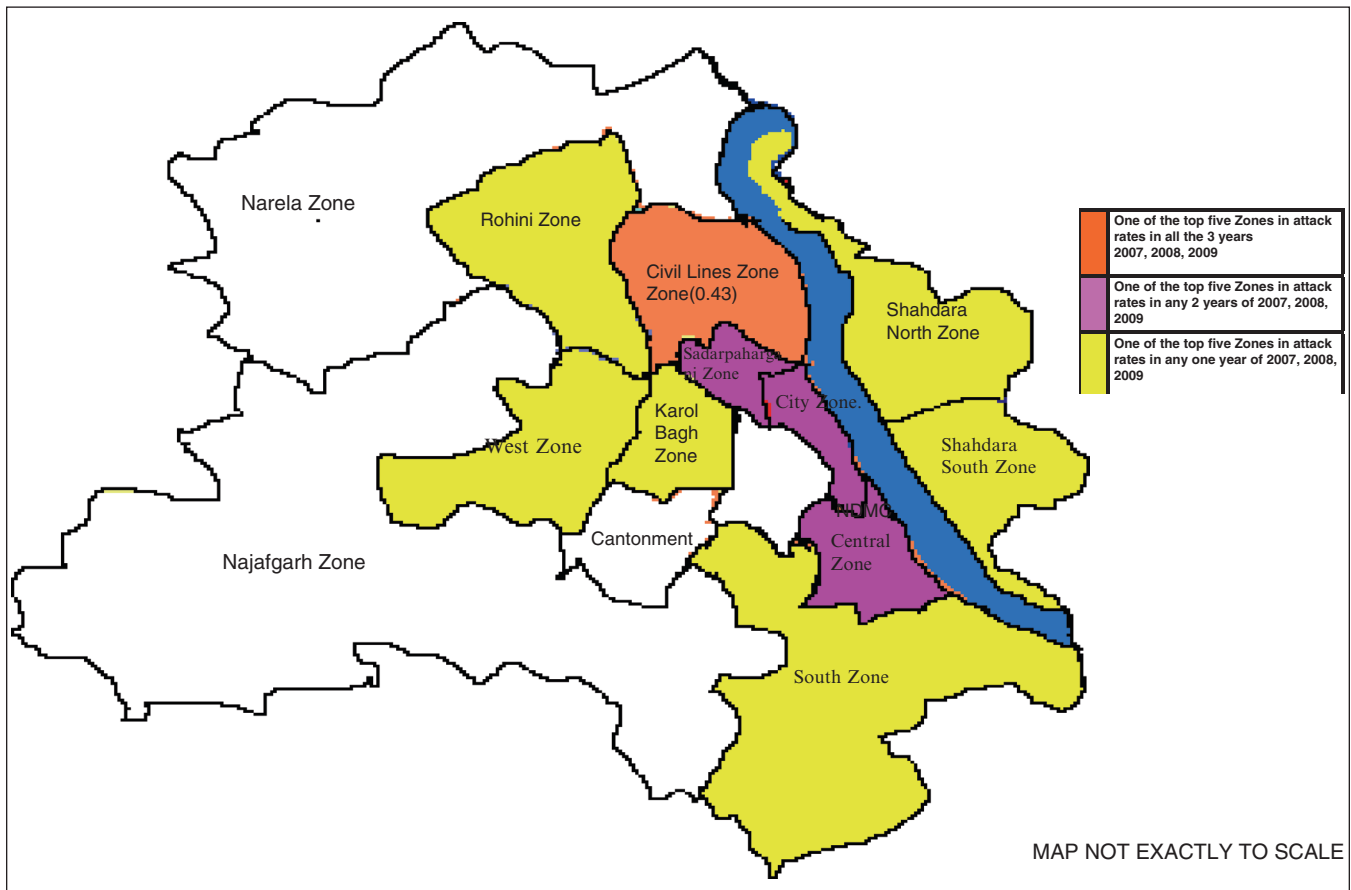 Narela Zone
Rohini Zone
Civil Lines Zone
Zone(0.43)
Sadarpaharga
nj Zone
City Zone.
Karol
Bagh
Zone
West Zone
Shahdara
North Zone
Shahdara
South Zone
Cantonment
NDMC
Central
Zone
Najafgarh Zone
South Zone
One of the top five Zones in attack
rates in all the 3 years
2007, 2008, 2009
One of the top five Zones in attack
rates in any 2 years of 2007, 2008,
2009
One of the top five Zones in attack
rates in any one year of 2007, 2008,
2009
MAP NOT EXACTLY TO SCALE